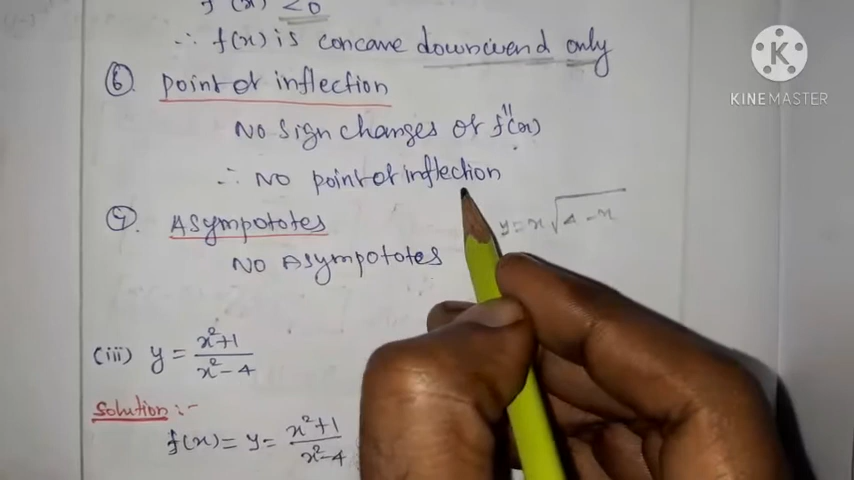 f (x) <0
∴ f(x) is concave downward only
⑥ point of inflection
No sign changes of f''(x)
∴ No point of inflection
⑦. Asympototes
y = x√4-x
No Asympototes
(iii) y = x²+1 / x²-4
Solution :-
f(x) = y = x²+1 / x²-4
KINEMASTER